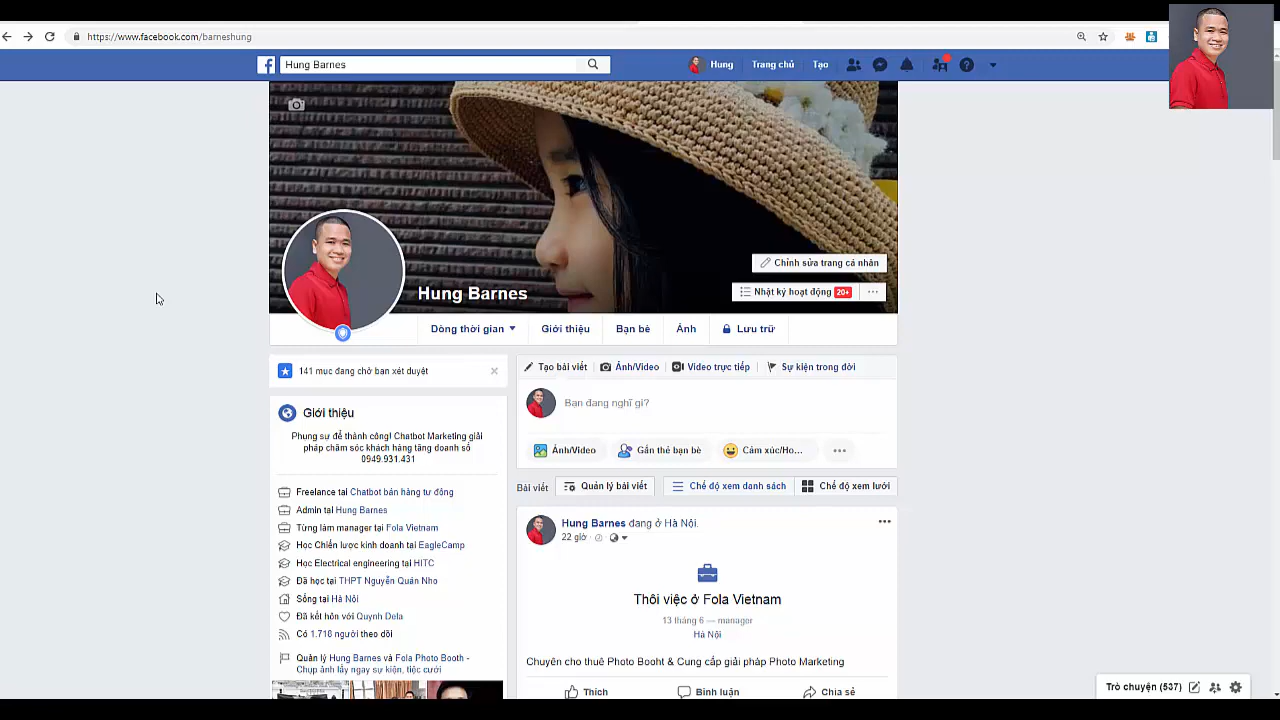 https://www.facebook.com/barneshung
Hung Barnes
Hung
Trang chủ
Tạo
Chỉnh sửa trang cá nhân
Hung Barnes
Nhật ký hoạt động 20+
Dòng thời gian
Giới thiệu
Bạn bè
Ảnh
Lưu trữ
141 mục đang chờ bạn xét duyệt
Giới thiệu
Phụng sự để thành công! Chatbot Marketing giải
pháp chăm sóc khách hàng tăng doanh số
0949.931.431
Freelance tại Chatbot bán hàng tự động
Admin tại Hung Barnes
Từng làm manager tại Fola Vietnam
Học Chiến lược kinh doanh tại EagleCamp
Học Electrical engineering tại HITC
Đã học tại THPT Nguyễn Quán Nho
Sống tại Hà Nội
Đã kết hôn với Quynh Dela
Có 1.718 người theo dõi
Quản lý Hung Barnes và Fola Photo Booth -
Chụp ảnh lấy ngay sự kiện, tiệc cưới
Tạo bài viết
Ảnh/Video
Video trực tiếp
Sự kiện trong đời
Bạn đang nghĩ gì?
Ảnh/Video
Gắn thẻ bạn bè
Cảm xúc/Ho...
Bài viết
Quản lý bài viết
Chế độ xem danh sách
Chế độ xem lưới
Hung Barnes đang ở Hà Nội.
22 giờ
Thôi việc ở Fola Vietnam
13 tháng 6 — manager
Hà Nội
Chuyên cho thuê Photo Booht & Cung cấp giải pháp Photo Marketing
Thích
Bình luận
Chia sẻ
Trò chuyện (537)